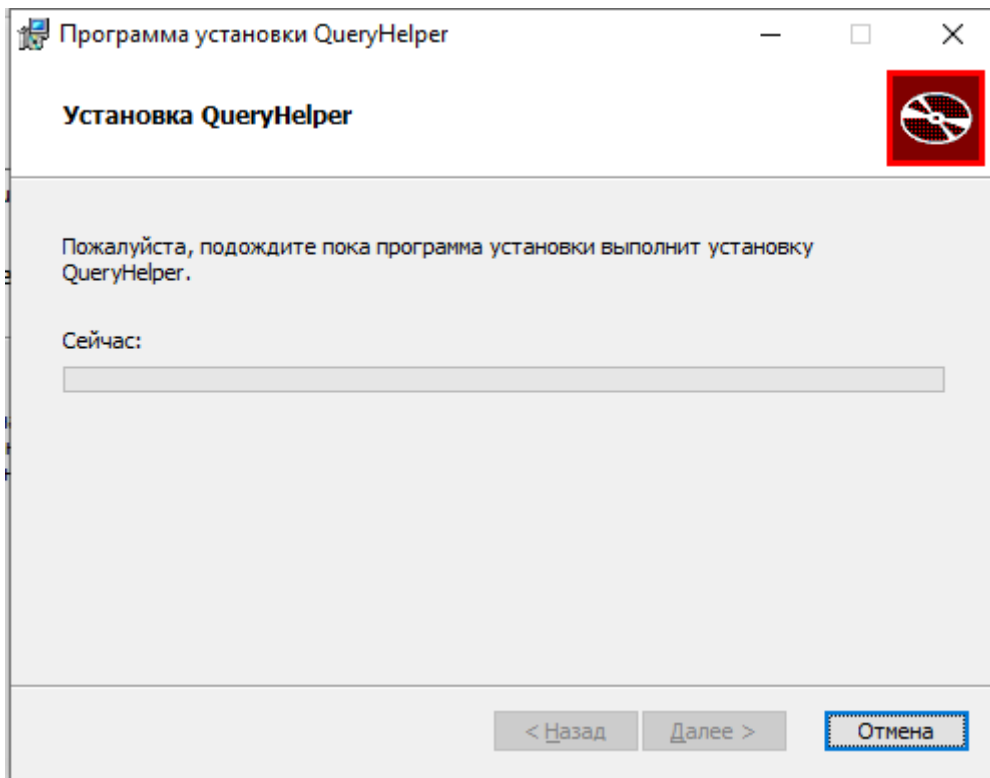 Программа установки QueryHelper
Установка QueryHelper
Пожалуйста, подождите пока программа установки выполнит установку
QueryHelper.
Сейчас:
< Назад
Далее >
Отмена